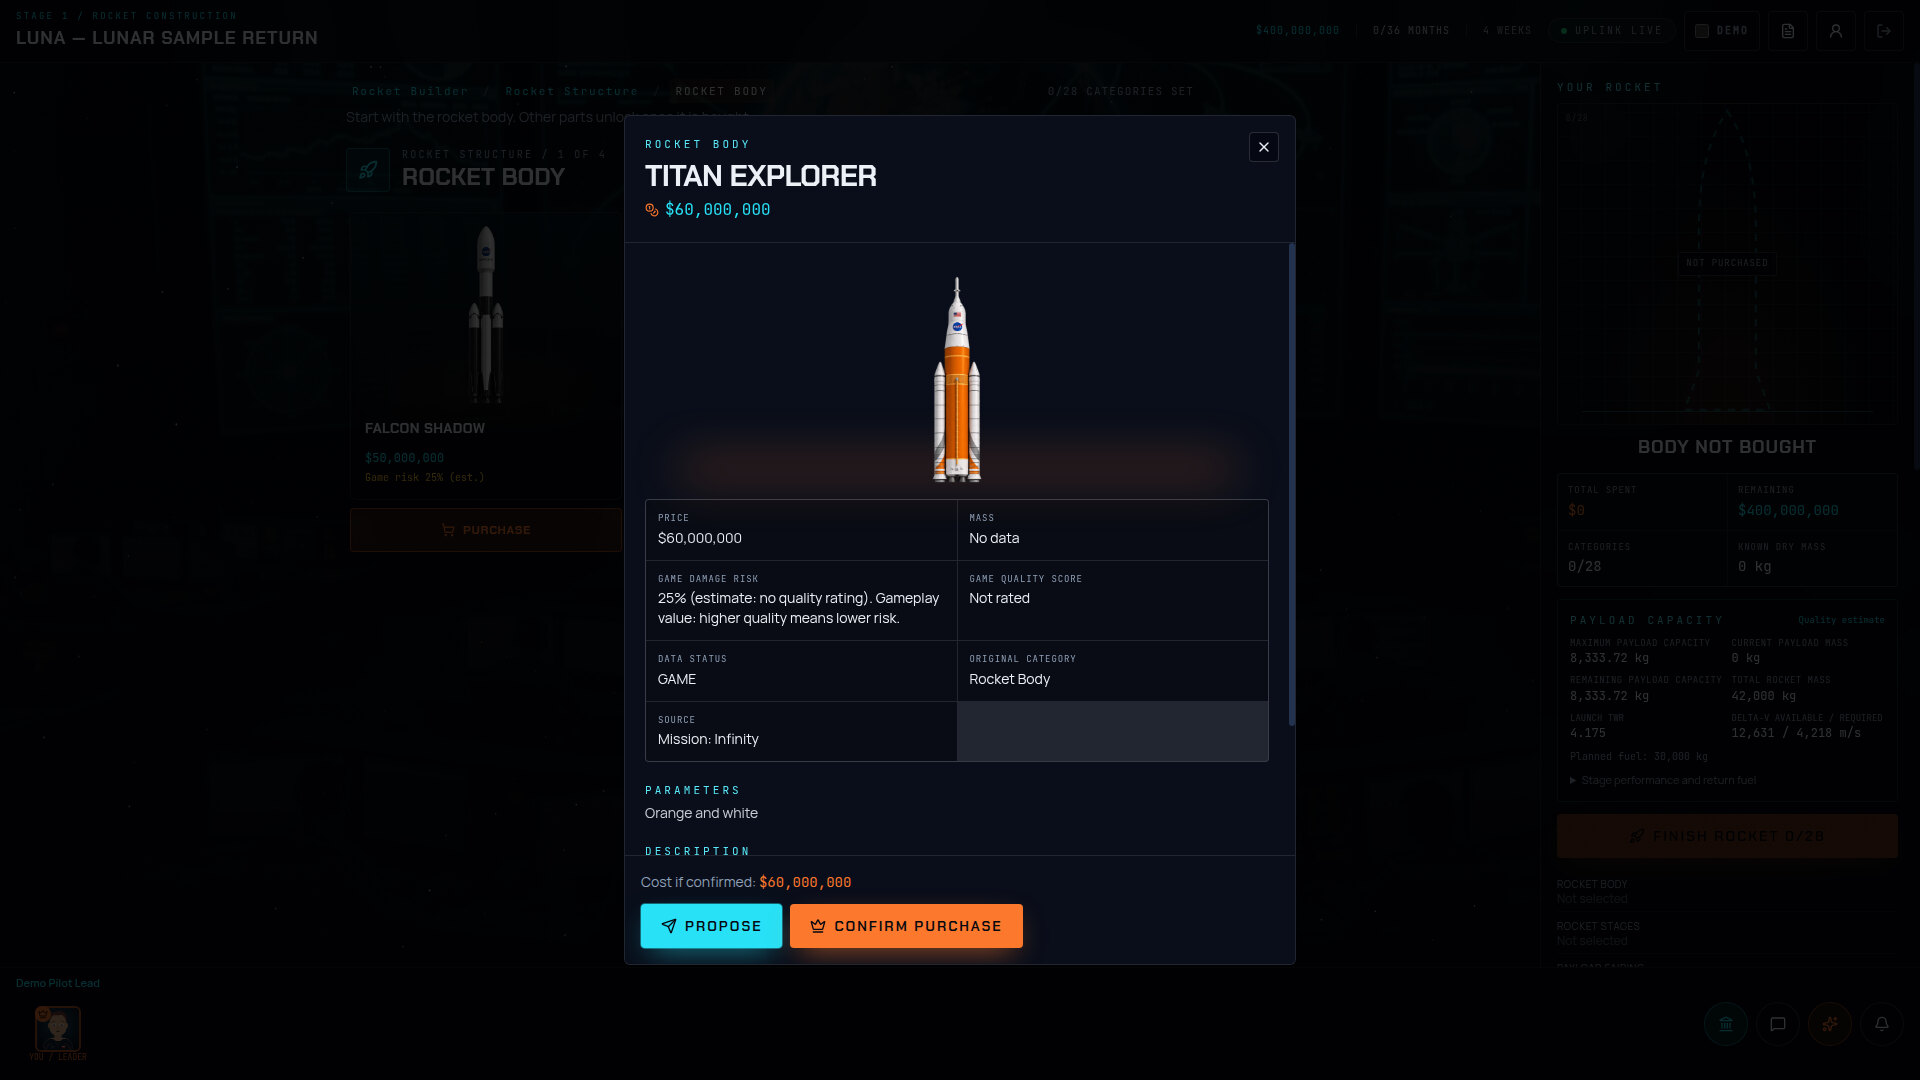 STAGE 1 / ROCKET CONSTRUCTION
LUNA — LUNAR SAMPLE RETURN
$400,000,000
0/36 MONTHS
4 WEEKS
UPLINK LIVE
DEMO
Rocket Builder / Rocket Structure / ROCKET BODY
0/28 CATEGORIES SET
Start with the rocket body. Other parts unlock once it is bought.
ROCKET STRUCTURE / 1 OF 4
ROCKET BODY
FALCON SHADOW
$50,000,000
Game risk 25% (est.)
PURCHASE
ROCKET BODY
TITAN EXPLORER
$60,000,000
PRICE
$60,000,000
MASS
No data
GAME DAMAGE RISK
25% (estimate: no quality rating). Gameplay
value: higher quality means lower risk.
GAME QUALITY SCORE
Not rated
DATA STATUS
GAME
ORIGINAL CATEGORY
Rocket Body
SOURCE
Mission: Infinity
PARAMETERS
Orange and white
DESCRIPTION
Cost if confirmed: $60,000,000
PROPOSE
CONFIRM PURCHASE
YOUR ROCKET
0/28
NOT PURCHASED
BODY NOT BOUGHT
TOTAL SPENT
$0
REMAINING
$400,000,000
CATEGORIES
0/28
KNOWN DRY MASS
0 kg
PAYLOAD CAPACITY
Quality estimate
MAXIMUM PAYLOAD CAPACITY
8,333.72 kg
CURRENT PAYLOAD MASS
0 kg
REMAINING PAYLOAD CAPACITY
8,333.72 kg
TOTAL ROCKET MASS
42,000 kg
LAUNCH TWR
4.175
DELTA-V AVAILABLE / REQUIRED
12,631 / 4,218 m/s
Planned fuel: 30,000 kg
Stage performance and return fuel
FINISH ROCKET 0/28
ROCKET BODY
Not selected
ROCKET STAGES
Not selected
Demo Pilot Lead
YOU / LEADER